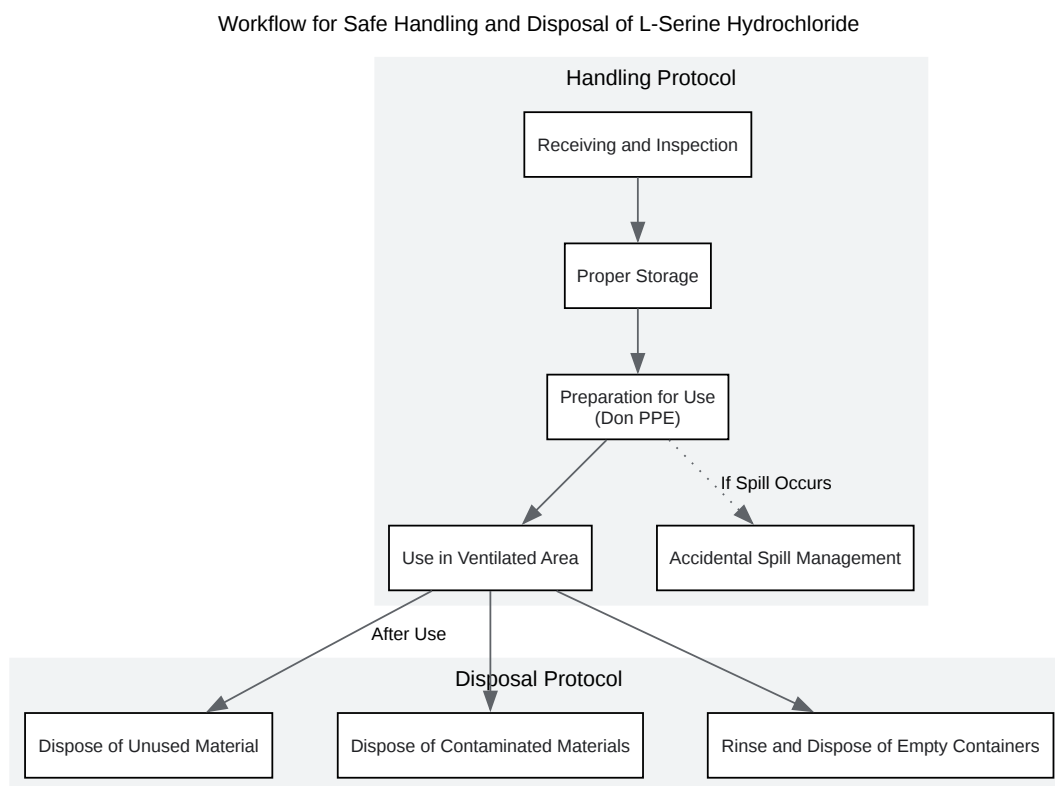 Workflow for Safe Handling and Disposal of L-Serine Hydrochloride
Handling Protocol
Receiving and Inspection
Proper Storage
Preparation for Use
(Don PPE)
If Spill Occurs
Use in Ventilated Area
Accidental Spill Management
After Use
Disposal Protocol
Dispose of Unused Material
Dispose of Contaminated Materials
Rinse and Dispose of Empty Containers